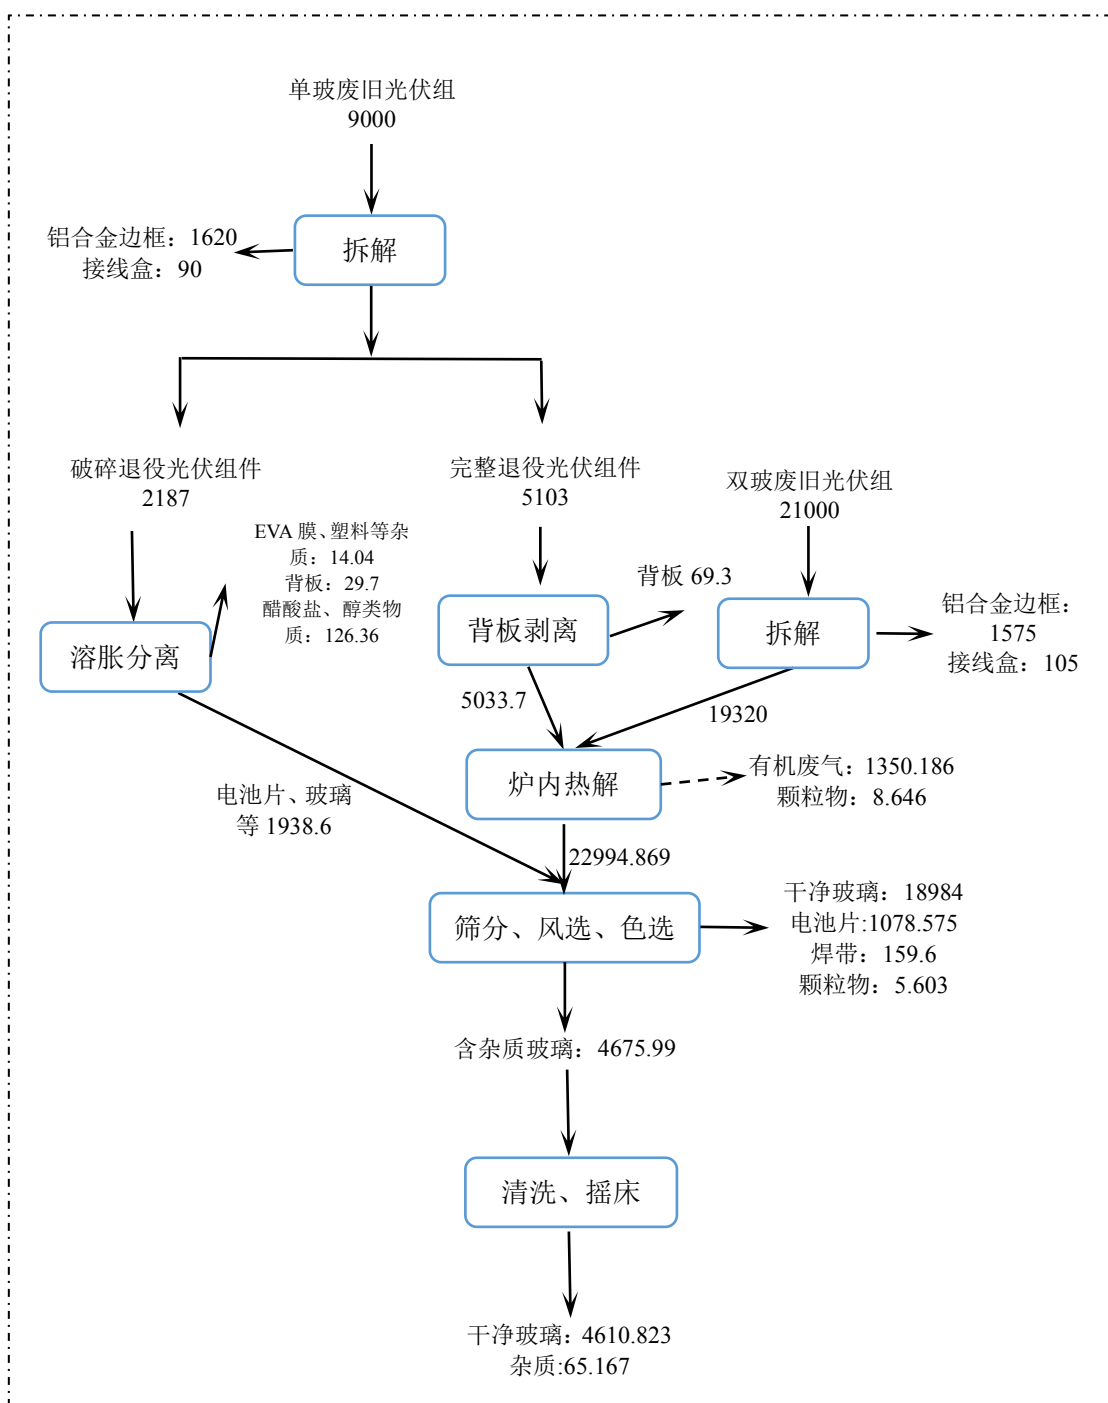 单玻废旧光伏组
9000
铝合金边框：1620
接线盒：90
拆解
破碎退役光伏组件
2187
完整退役光伏组件
5103
双玻废旧光伏组
21000
EVA 膜、塑料等杂
质：14.04
背板：29.7
醋酸盐、醇类物
质：126.36
背板 69.3
溶胀分离
背板剥离
拆解
铝合金边框：
1575
接线盒：105
5033.7
19320
电池片、玻璃
等 1938.6
炉内热解
有机废气：1350.186
颗粒物：8.646
22994.869
筛分、风选、色选
干净玻璃：18984
电池片:1078.575
焊带：159.6
颗粒物：5.603
含杂质玻璃：4675.99
清洗、摇床
干净玻璃：4610.823
杂质:65.167